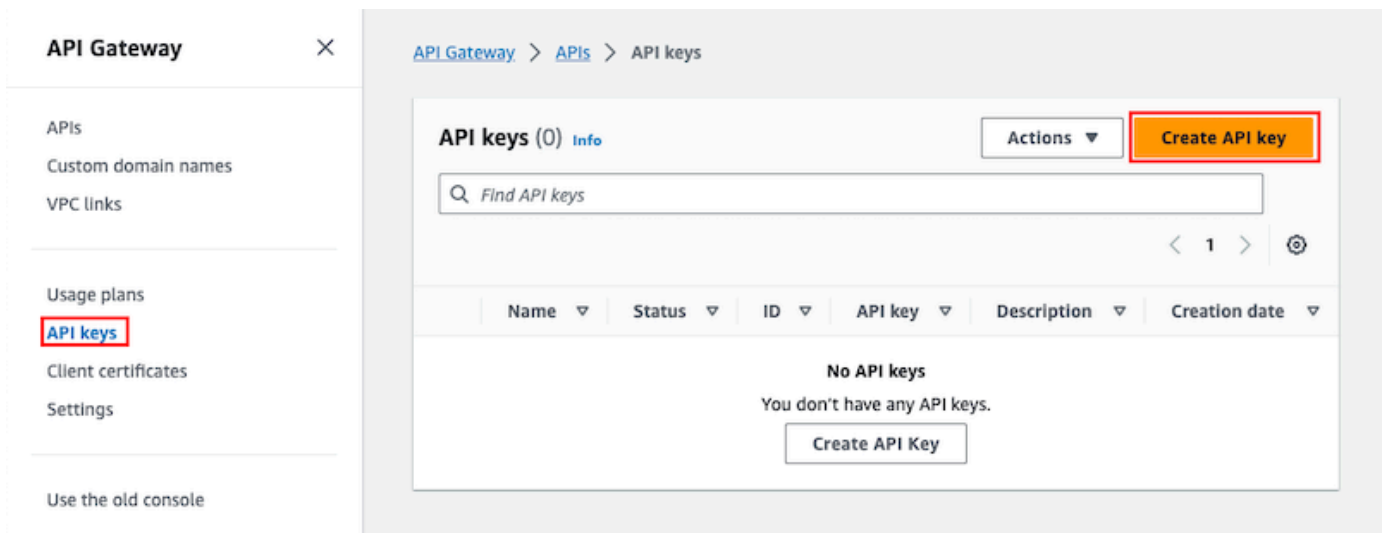 API Gateway
APIs
Custom domain names
VPC links
Usage plans
API keys
Client certificates
Settings
Use the old console
API Gateway > APIs > API keys
API keys (0) Info
Actions
Create API key
Find API keys
1
Name Status ID API key Description Creation date
No API keys
You don't have any API keys.
Create API Key